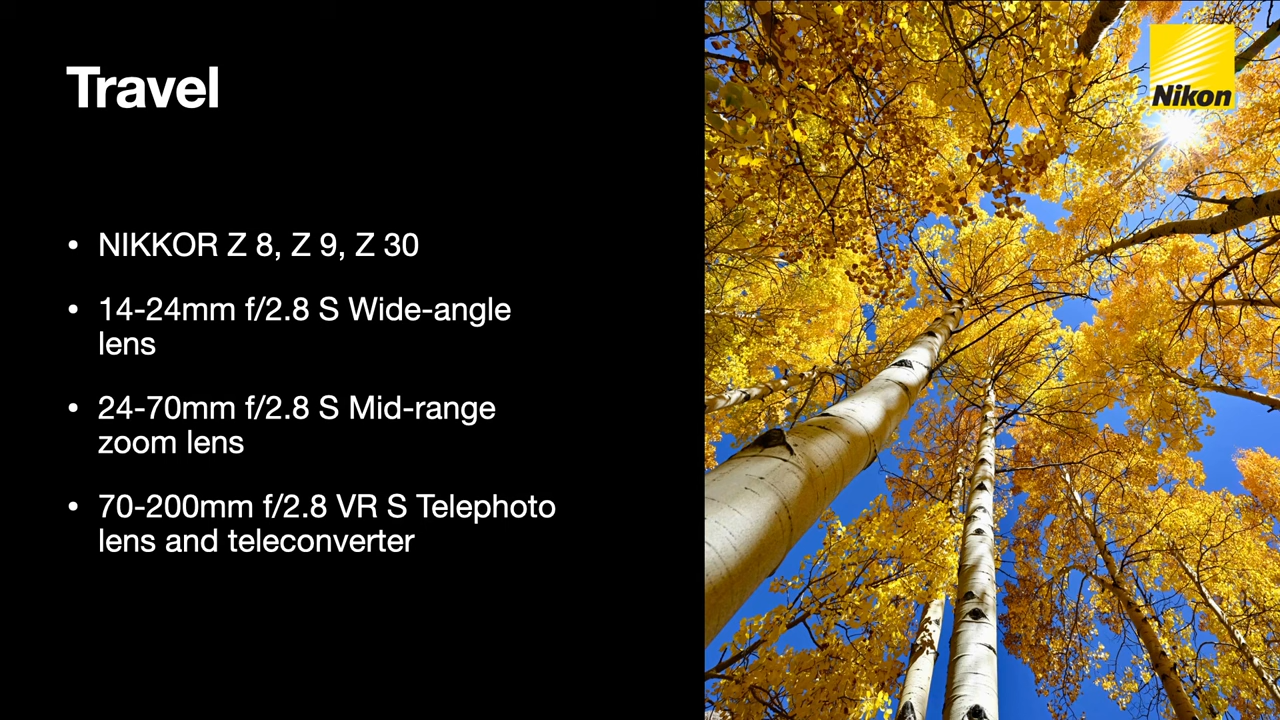 Travel
Nikon
• NIKKOR Z 8, Z 9, Z 30
• 14-24mm f/2.8 S Wide-angle
lens
• 24-70mm f/2.8 S Mid-range
zoom lens
• 70-200mm f/2.8 VR S Telephoto
lens and teleconverter